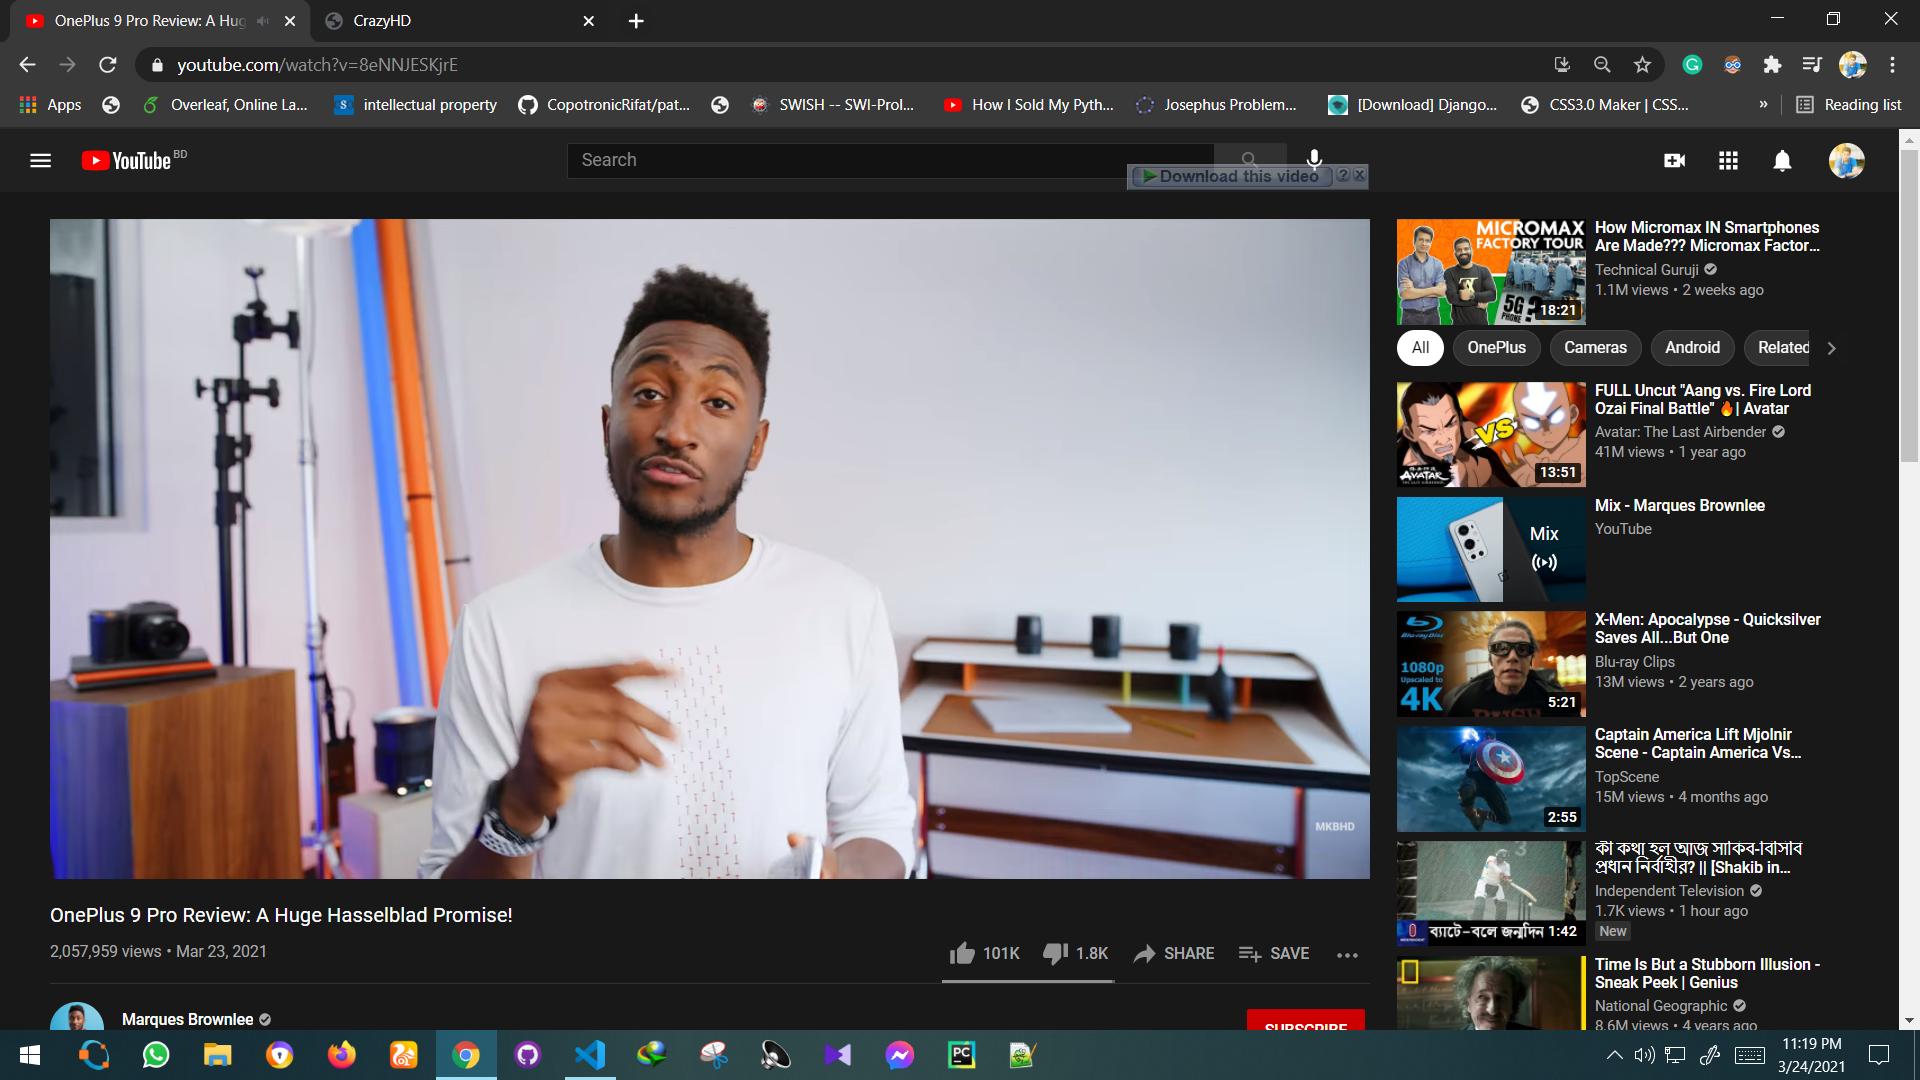 OnePlus 9 Pro Review: A Hug
CrazyHD
youtube.com/watch?v=8eNNJESKjrE
Apps
Overleaf, Online La...
intellectual property
CopotronicRifat/pat...
SWISH -- SWI-Prol...
How I Sold My Pyth...
Josephus Problem...
[Download] Django...
CSS3.0 Maker | CSS...
»
Reading list
YouTube BD
Search
Download this video ? X
MICROMAX
FACTORY TOUR
5G ?
PHONE
18:21
How Micromax IN Smartphones
Are Made??? Micromax Factor...
Technical Guruji
1.1M views • 2 weeks ago
All
OnePlus
Cameras
Android
Related
VS
AVATAR
13:51
FULL Uncut "Aang vs. Fire Lord
Ozai Final Battle" 🔥| Avatar
Avatar: The Last Airbender
41M views • 1 year ago
Mix
Mix - Marques Brownlee
YouTube
Blu-ray Disc
1080p
Upscaled to
4K
5:21
X-Men: Apocalypse - Quicksilver
Saves All...But One
Blu-ray Clips
13M views • 2 years ago
2:55
Captain America Lift Mjolnir
Scene - Captain America Vs...
TopScene
15M views • 4 months ago
3
ব্যাটে-বলে জন্মদিন 1:42
কী কথা হল আজ সাকিব-বিসিবি
প্রধান নির্বাহীর? || [Shakib in...
Independent Television
1.7K views • 1 hour ago
New
Time Is But a Stubborn Illusion -
Sneak Peek | Genius
National Geographic
8.6M views • 4 years ago
MKBHD
OnePlus 9 Pro Review: A Huge Hasselblad Promise!
2,057,959 views • Mar 23, 2021
101K
1.8K
SHARE
SAVE
Marques Brownlee
SUBSCRIBE
PC
11:19 PM
3/24/2021